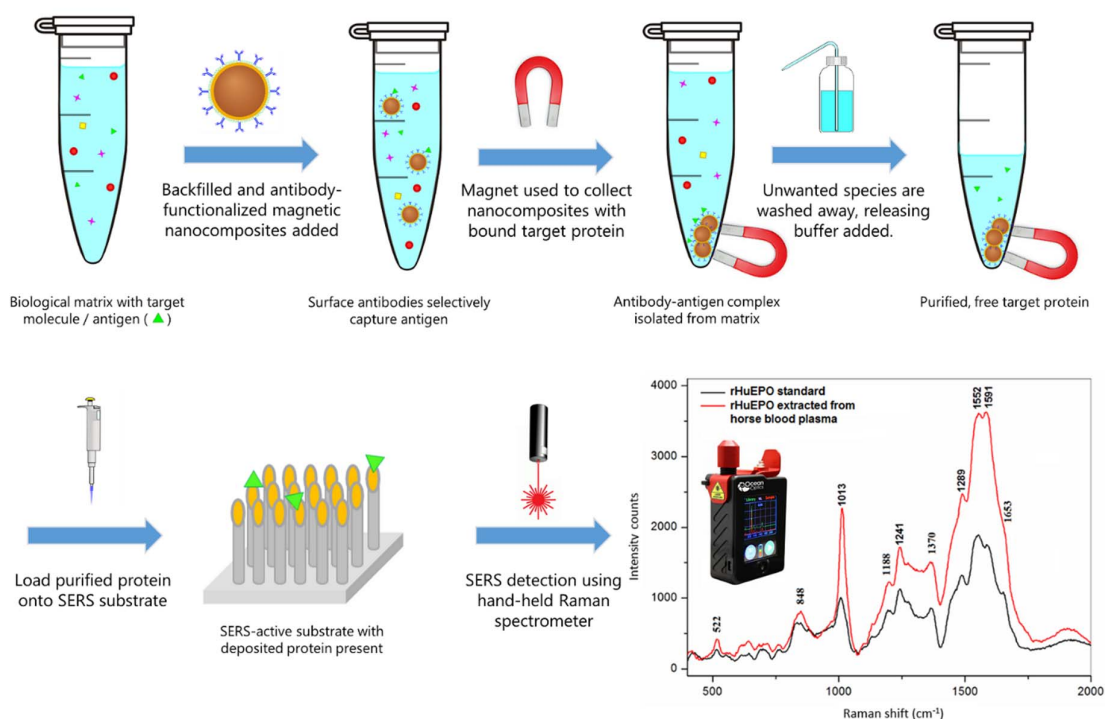 Backfilled and antibody-
functionalized magnetic
nanocomposites added
Magnet used to collect
nanocomposites with
bound target protein
Unwanted species are
washed away, releasing
buffer added.
Biological matrix with target
molecule / antigen ( ▲ )
Surface antibodies selectively
capture antigen
Antibody-antigen complex
isolated from matrix
Purified, free target protein
Load purified protein
onto SERS substrate
SERS-active substrate with
deposited protein present
SERS detection using
hand-held Raman
spectrometer
4000
3000
2000
1000
0
Intensity counts
rHuEPO standard
rHuEPO extracted from
horse blood plasma
Ocean
Optics
522
848
1013
1188
1241
1370
1289
1552
1591
1653
500
1000
1500
2000
Raman shift (cm⁻¹)